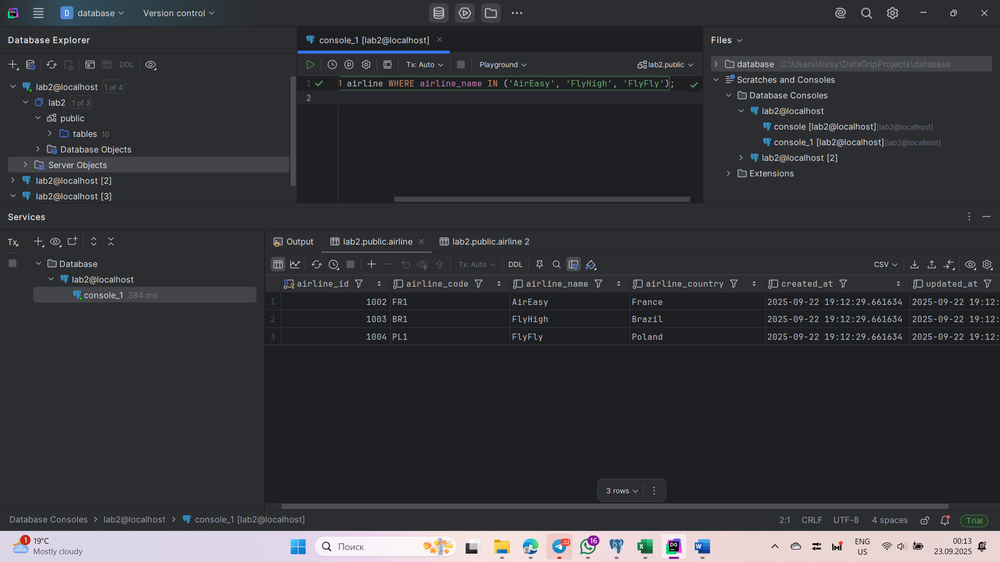 D database Version control
Database Explorer
DDL
lab2@localhost 1 of 4
lab2 1 of 3
public
tables 10
Database Objects
Server Objects
lab2@localhost [2]
lab2@localhost [3]
console_1 [lab2@localhost]
Tx: Auto Playground lab2.public
1 airline WHERE airline_name IN ('AirEasy', 'FlyHigh', 'FlyFly');
2
Files
database C:\Users\tursy\DataGripProjects\database
Scratches and Consoles
Database Consoles
lab2@localhost
console [lab2@localhost] [lab2@localhost]
console_1 [lab2@localhost] [lab2@localhost]
lab2@localhost [2]
Extensions
Services
Tx
Database
lab2@localhost
console_1 384 ms
Output lab2.public.airline lab2.public.airline 2
Tx: Auto DDL CSV
airline_id airline_code airline_name airline_country created_at updated_at
1 1002 FR1 AirEasy France 2025-09-22 19:12:29.661634 2025-09-22 19:12:
2 1003 BR1 FlyHigh Brazil 2025-09-22 19:12:29.661634 2025-09-22 19:12:
3 1004 PL1 FlyFly Poland 2025-09-22 19:12:29.661634 2025-09-22 19:12:
3 rows
Database Consoles lab2@localhost console_1 [lab2@localhost]
2:1 CRLF UTF-8 4 spaces Trial
1 19°C
Mostly cloudy
Поиск
..02
16
DG
ENG
US
00:13
23.09.2025